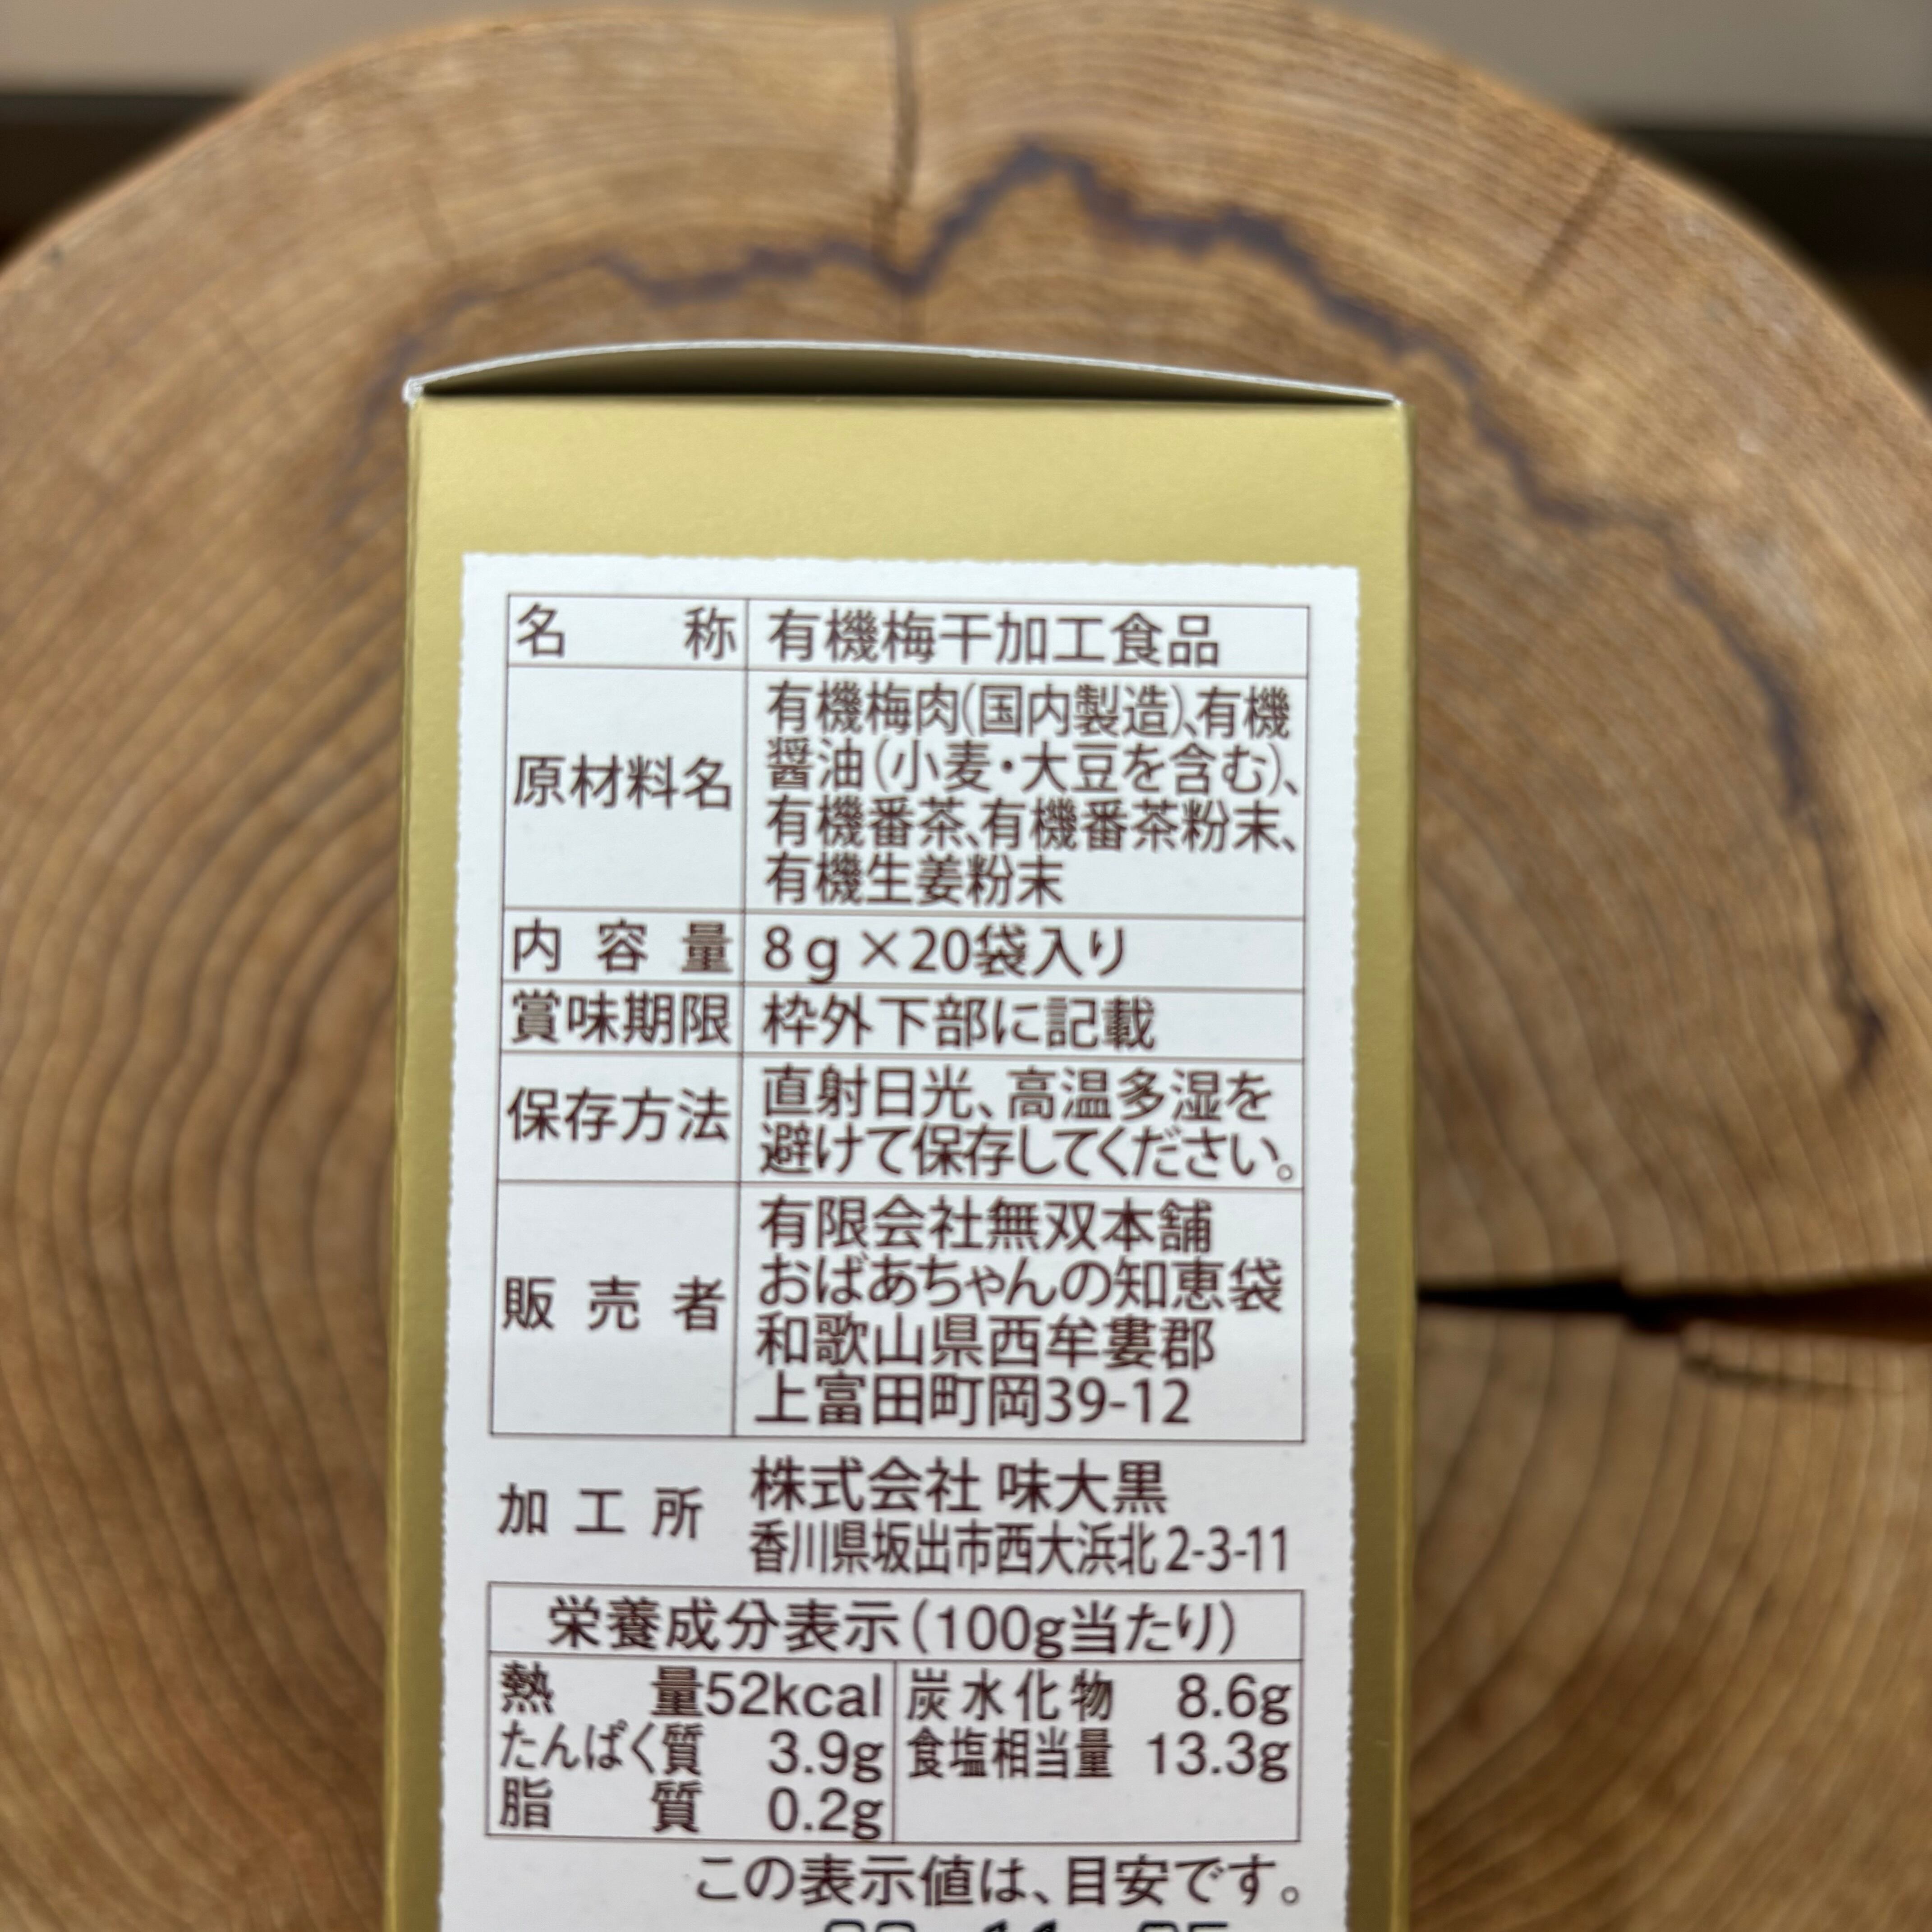 名称 有機梅干加工食品
原材料名 有機梅肉(国内製造)、有機
醤油(小麦・大豆を含む)、
有機番茶、有機番茶粉末、
有機生姜粉末
内容量 8g×20袋入り
賞味期限 枠外下部に記載
保存方法 直射日光、高温多湿を
避けて保存してください。
販売者 有限会社無双本舗
おばあちゃんの知恵袋
和歌山県西牟婁郡
上富田町岡39-12
加工所 株式会社 味大黒
香川県坂出市西大浜北2-3-11
栄養成分表示(100g当たり)
熱量52kcal 炭水化物 8.6g
たんぱく質 3.9g 食塩相当量 13.3g
脂質 0.2g
この表示値は、目安です。